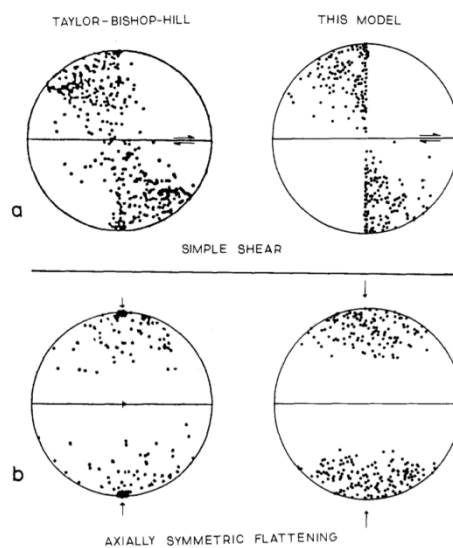 TAYLOR-BISHOP-HILL
THIS MODEL
a
SIMPLE SHEAR
b
AXIALLY SYMMETRIC FLATTENING